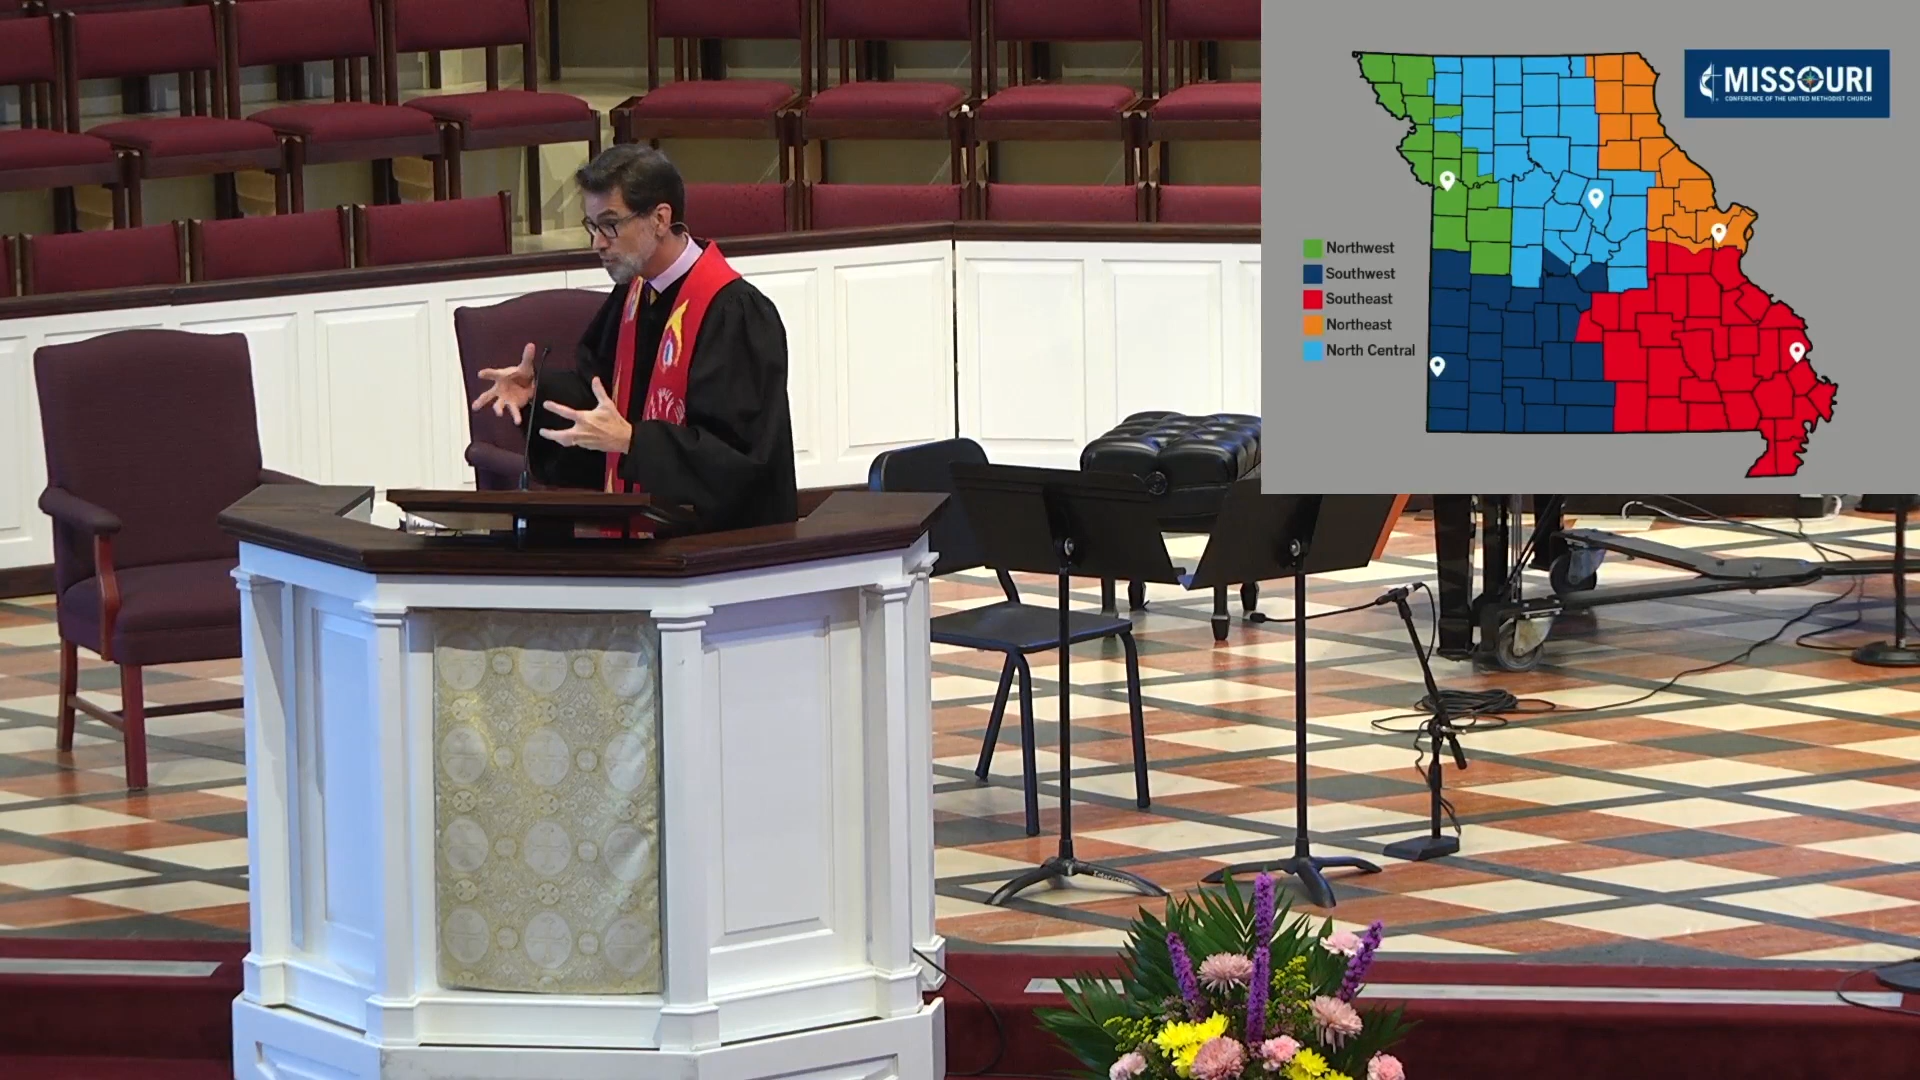 MISSOURI
CONFERENCE OF THE UNITED METHODIST CHURCH
Northwest
Southwest
Southeast
Northeast
North Central